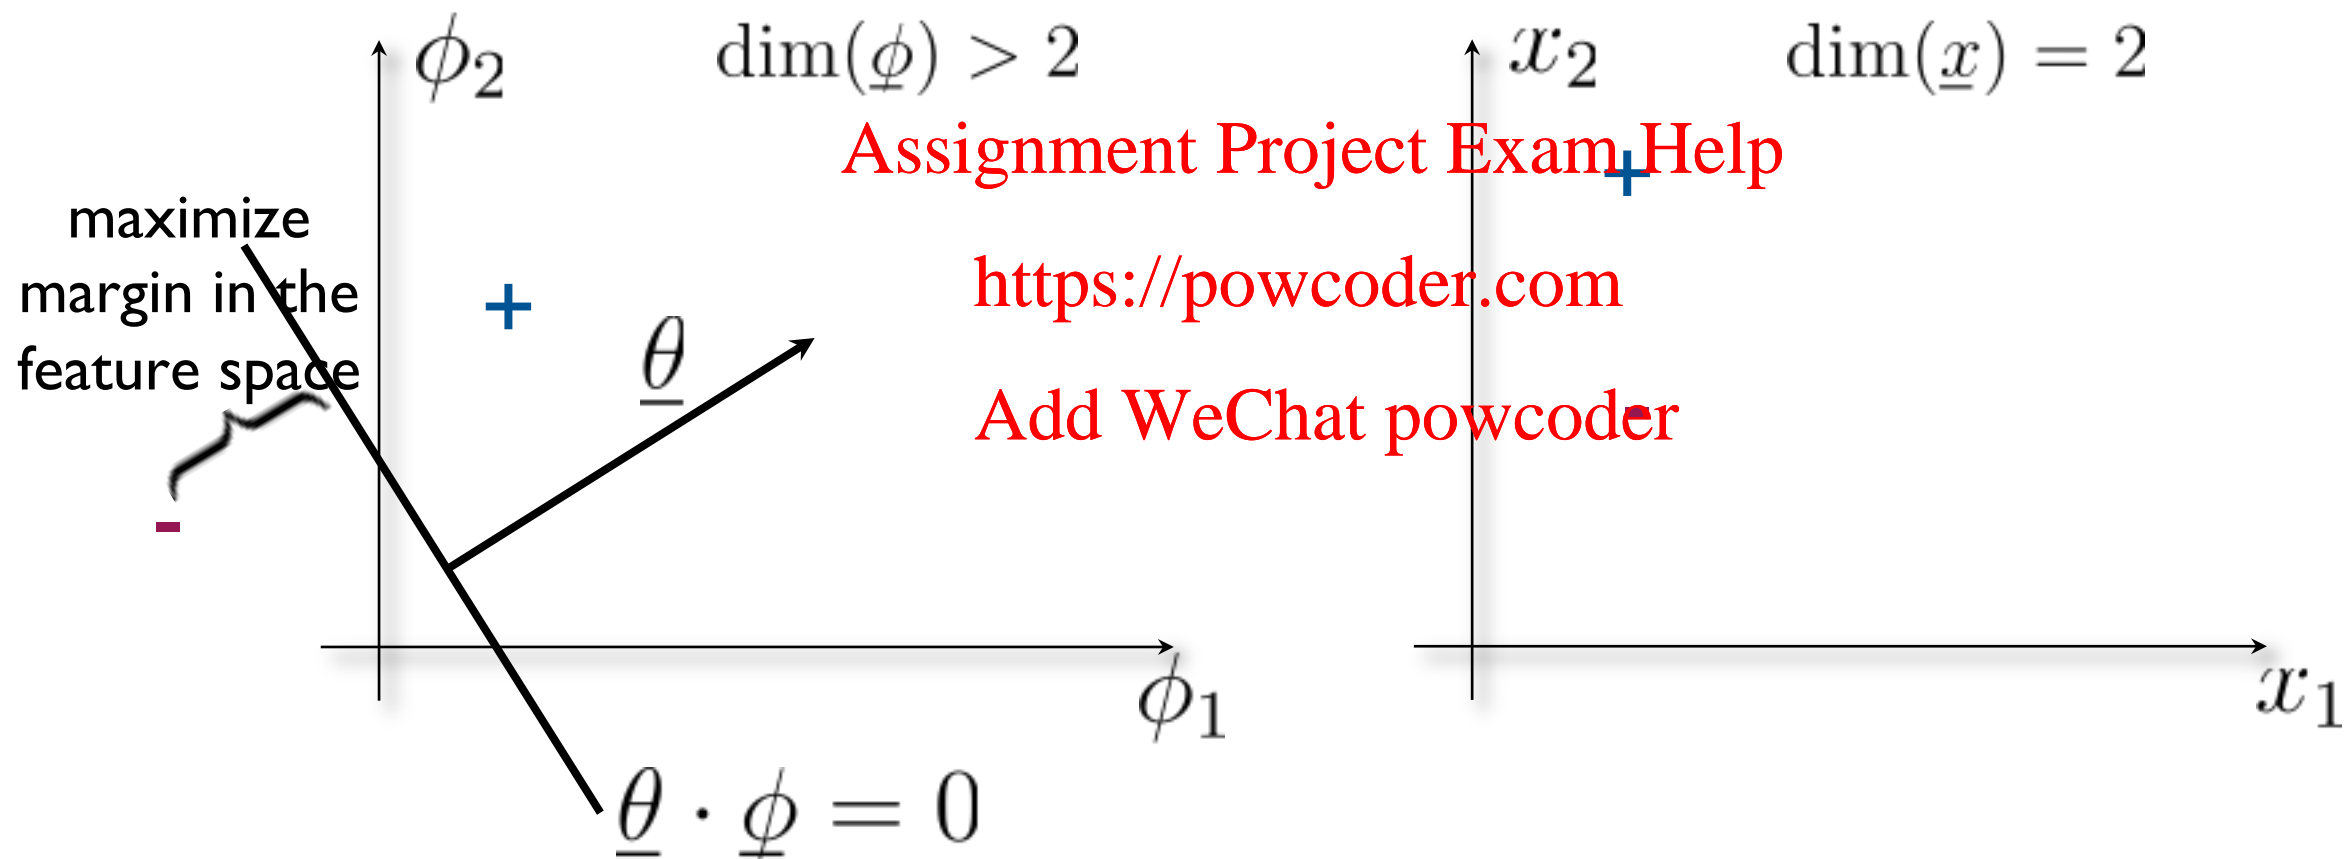 ϕ₂
dim(ϕ) > 2
x₂
dim(x) = 2
Assignment Project Exam Help
+
maximize
margin in the
feature space
https://powcoder.com
+
θ
Add WeChat powcoder
-
-
ϕ₁
x₁
θ · ϕ = 0